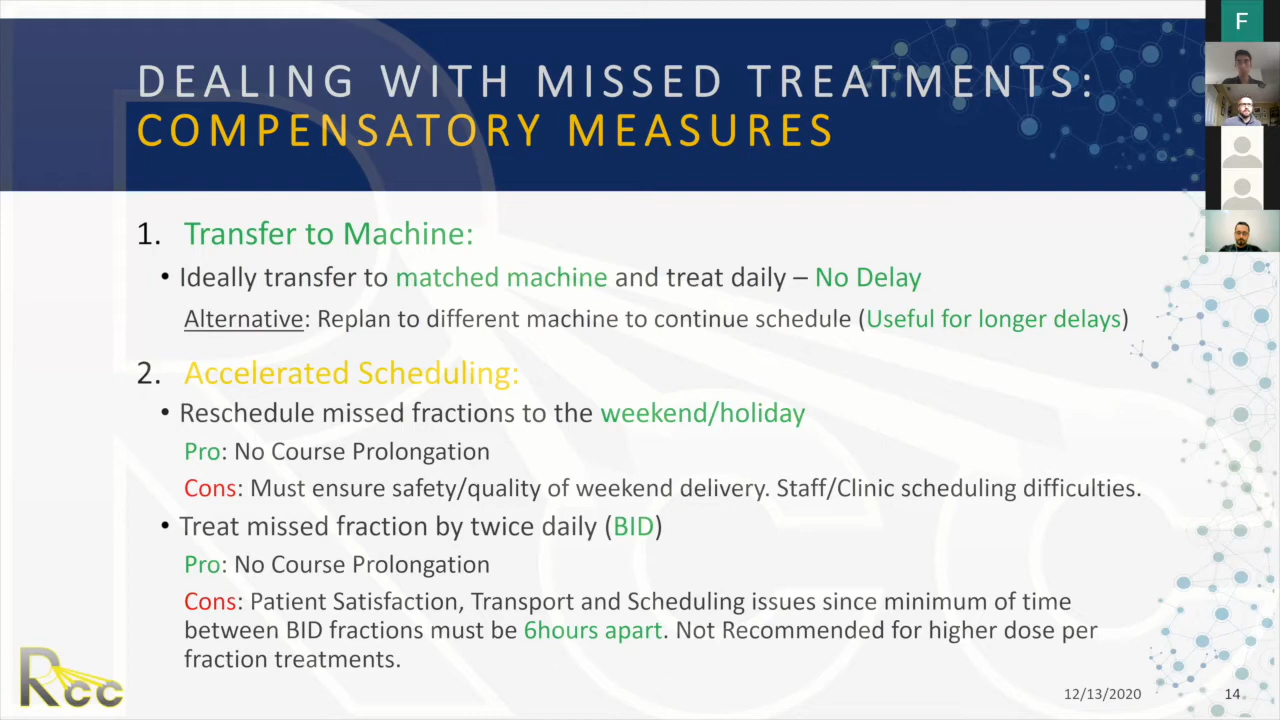 DEALING WITH MISSED TREATMENTS:
COMPENSATORY MEASURES
F
1. Transfer to Machine:
• Ideally transfer to matched machine and treat daily – No Delay
Alternative: Replan to different machine to continue schedule (Useful for longer delays)
2. Accelerated Scheduling:
• Reschedule missed fractions to the weekend/holiday
Pro: No Course Prolongation
Cons: Must ensure safety/quality of weekend delivery. Staff/Clinic scheduling difficulties.
• Treat missed fraction by twice daily (BID)
Pro: No Course Prolongation
Cons: Patient Satisfaction, Transport and Scheduling issues since minimum of time
between BID fractions must be 6hours apart. Not Recommended for higher dose per
fraction treatments.
Rcc
12/13/2020
14